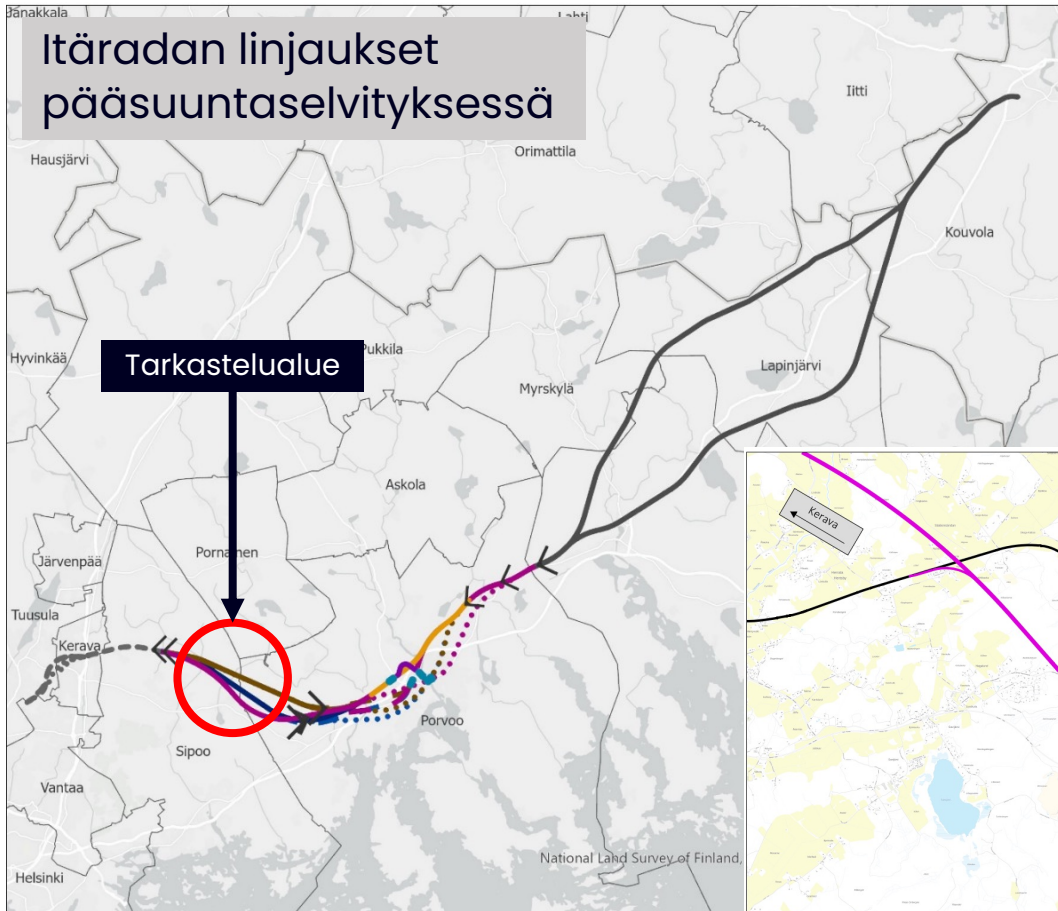 Janakkala
Lahti
Itäradan linjaukset
pääsuuntaselvityksessä
Iitti
Orimattila
Hausjärvi
Kouvola
Hyvinkää
Pukkila
Tarkastelualue
Lapinjärvi
Myrskylä
Askola
Kerava
Järvenpää
Pornainen
Tuusula
Kerava
Porvoo
Sipoo
Vantaa
National Land Survey of Finland,
Helsinki